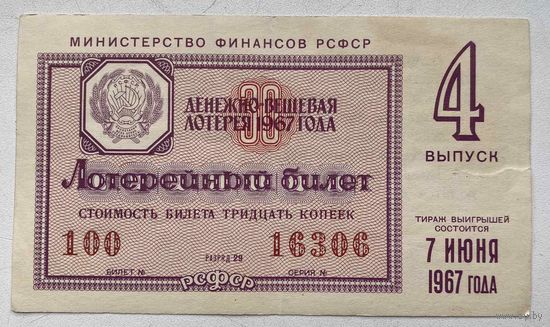 МИНИСТЕРСТВО ФИНАНСОВ РСФСР
30
ДЕНЕЖНО-ВЕЩЕВАЯ
ЛОТЕРЕЯ 1967 ГОДА
Лотерейный билет
СТОИМОСТЬ БИЛЕТА ТРИДЦАТЬ КОПЕЕК
100 РАЗРЯД 29 16306
БИЛЕТ № РСФСР СЕРИЯ №
4
ВЫПУСК
ТИРАЖ ВЫИГРЫШЕЙ
СОСТОИТСЯ
7 ИЮНЯ
1967 ГОДА